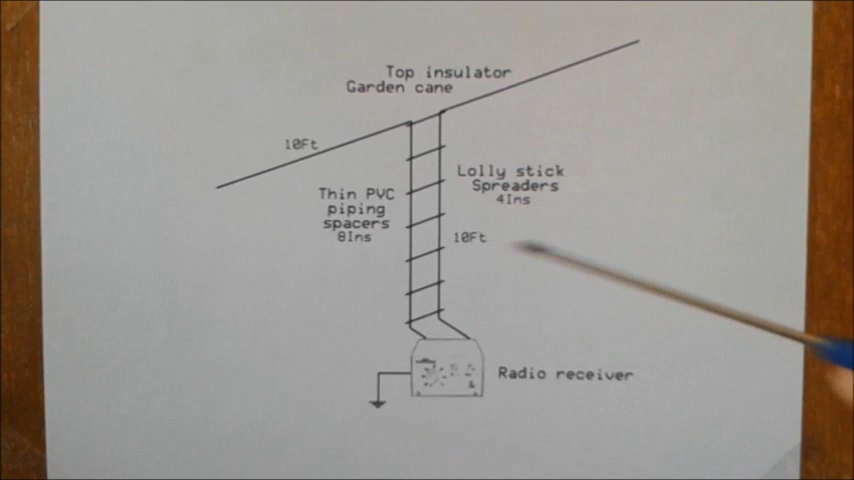 Top insulator
Garden cane
10Ft
Lolly stick
Spreaders
4Ins
Thin PVC
piping
spacers
8Ins
10Ft
Radio receiver